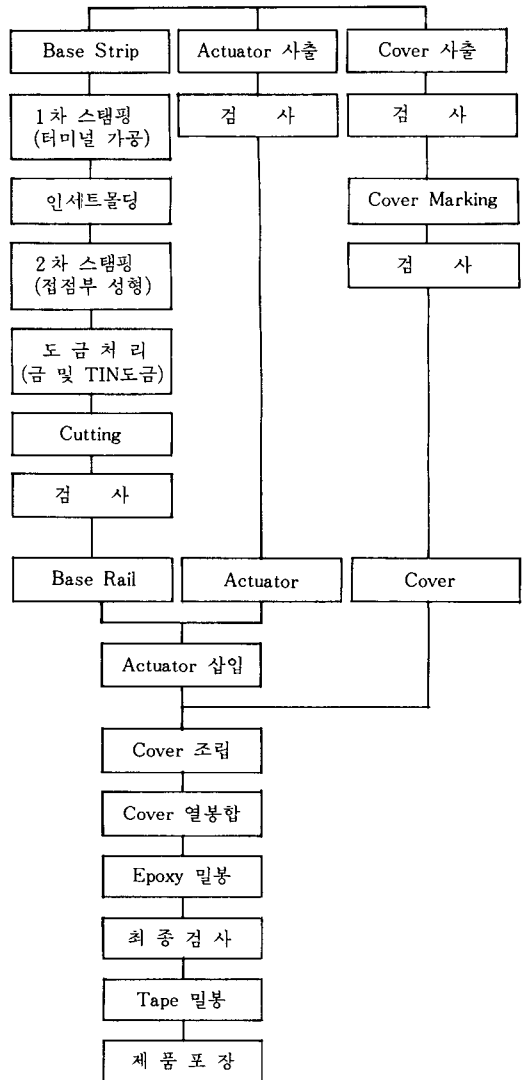 Base Strip
Actuator 사출
Cover 사출
1차 스탬핑
(터미널 가공)
검 사
검 사
인세트몰딩
Cover Marking
2차 스탬핑
(접점부 성형)
검 사
도 금 처 리
(금 및 TIN도금)
Cutting
검 사
Base Rail
Actuator
Cover
Actuator 삽입
Cover 조립
Cover 열봉합
Epoxy 밀봉
최 종 검 사
Tape 밀봉
제 품 포 장